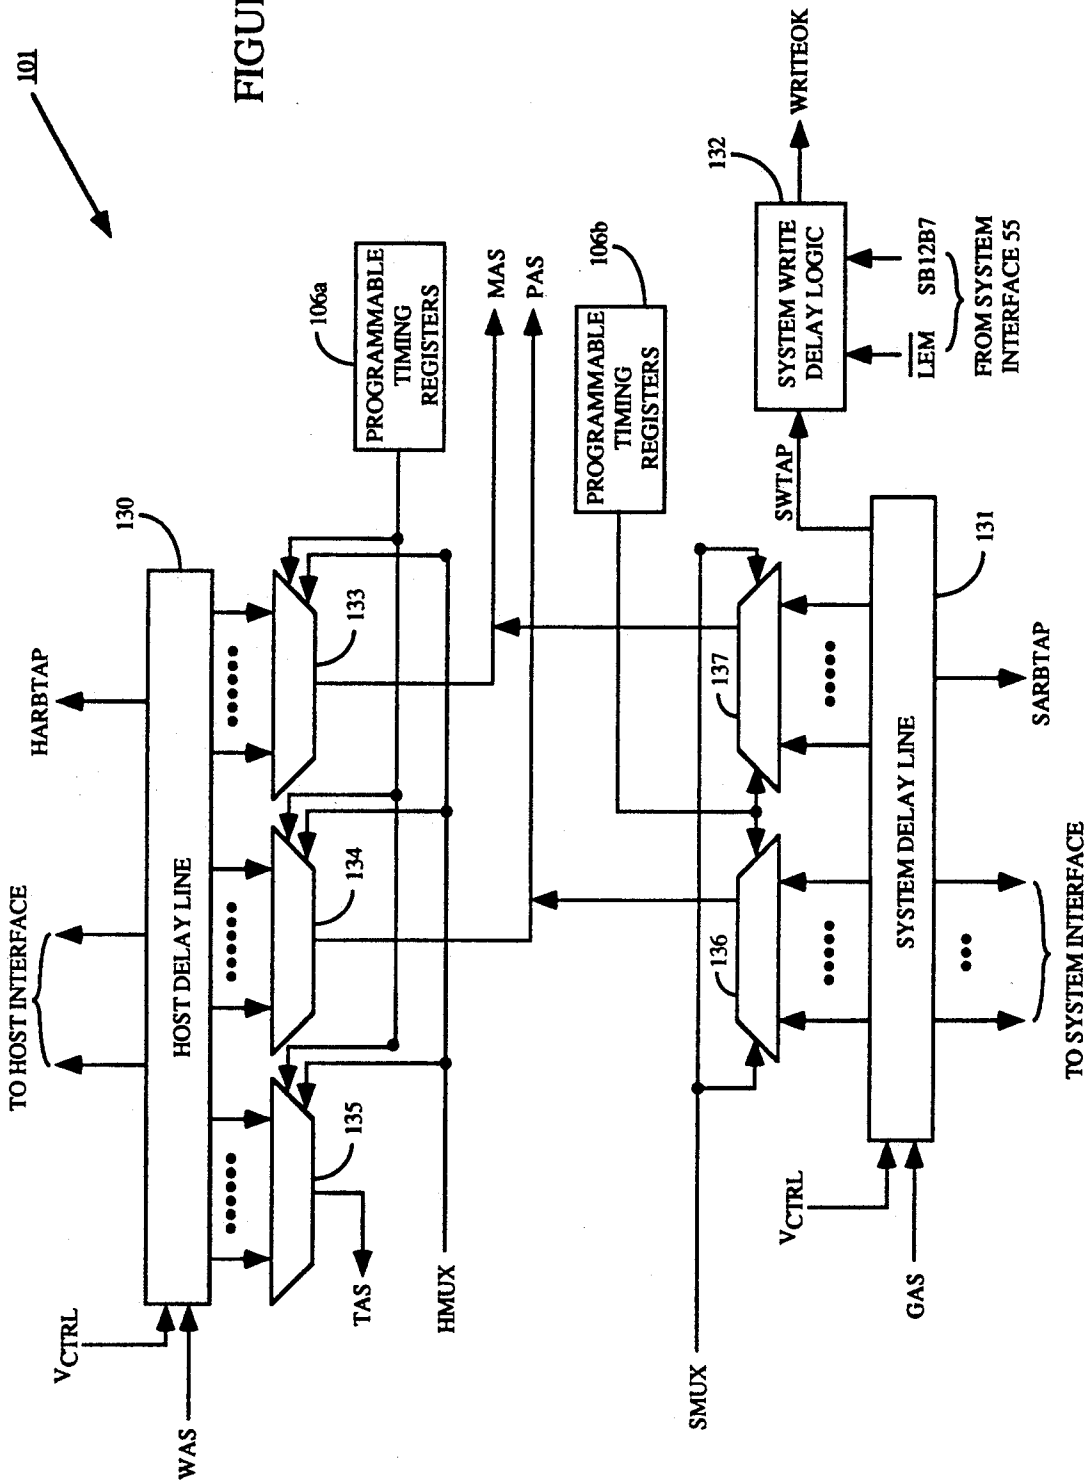 TO HOST INTERFACE
HARBTAP
101
VCTRL
WAS
HOST DELAY LINE
130
FIGU
135
134
133
106a
PROGRAMMABLE
TIMING
REGISTERS
TAS
HMUX
MAS
PAS
PROGRAMMABLE
TIMING
REGISTERS
106b
SMUX
136
137
132
SWTAP
SYSTEM WRITE
DELAY LOGIC
WRITEOK
VCTRL
GAS
SYSTEM DELAY LINE
131
L̅E̅M̅
SB12B7
FROM SYSTEM
INTERFACE 55
SARBTAP
TO SYSTEM INTERFACE